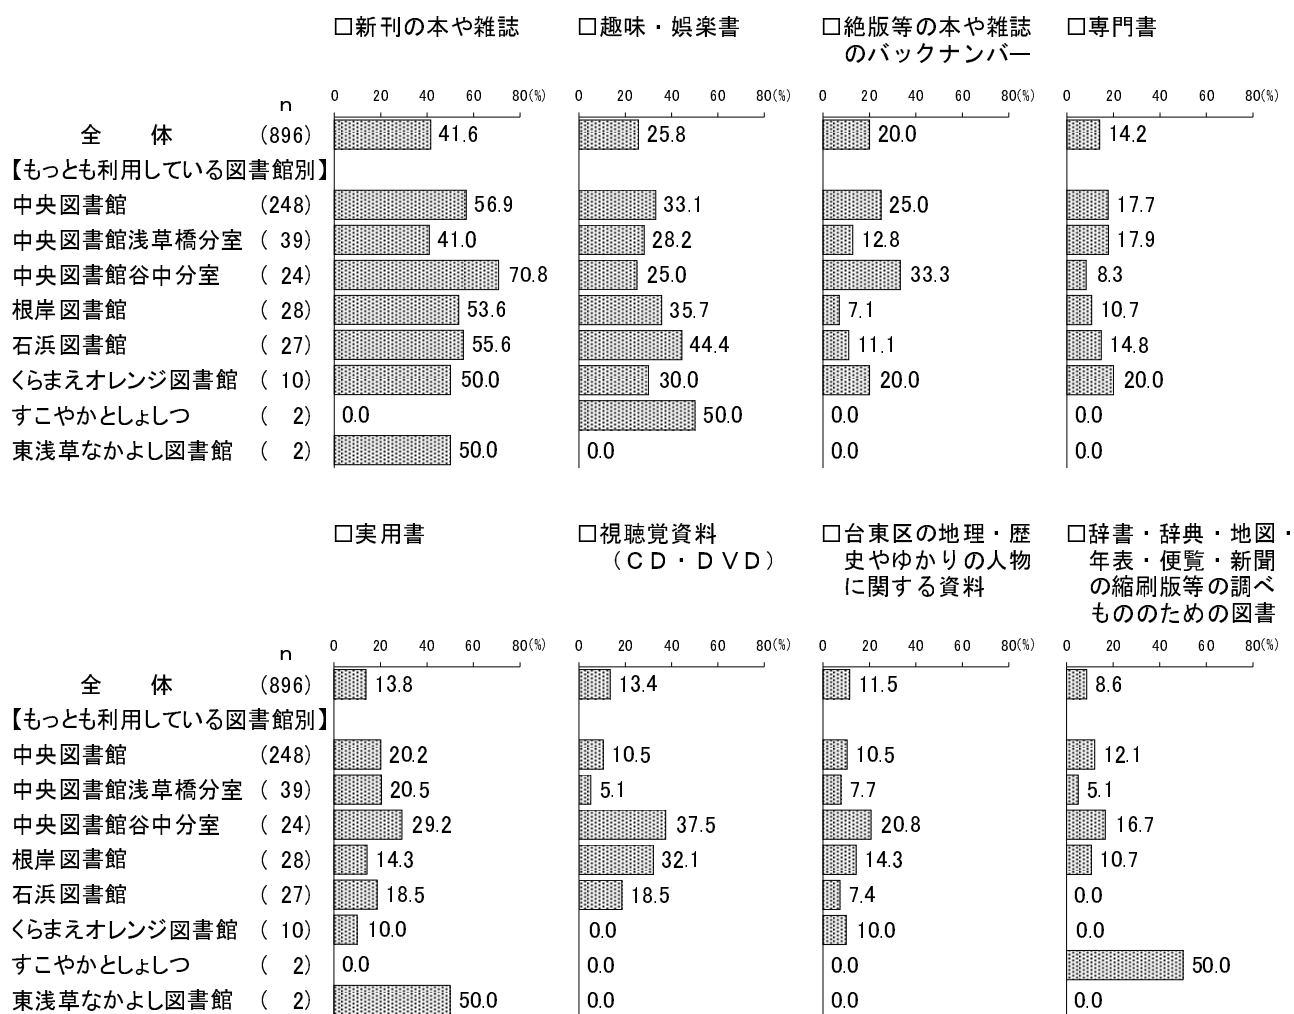 □新刊の本や雑誌 □趣味・娯楽書 □絶版等の本や雑誌 □専門書
のバックナンバー
0 20 40 60 80(%) 0 20 40 60 80(%) 0 20 40 60 80(%) 0 20 40 60 80(%)
n
全 体 (896) 41.6 25.8 20.0 14.2
【もっとも利用している図書館別】
中央図書館 (248) 56.9 33.1 25.0 17.7
中央図書館浅草橋分室 ( 39) 41.0 28.2 12.8 17.9
中央図書館谷中分室 ( 24) 70.8 25.0 33.3 8.3
根岸図書館 ( 28) 53.6 35.7 7.1 10.7
石浜図書館 ( 27) 55.6 44.4 11.1 14.8
くらまえオレンジ図書館 ( 10) 50.0 30.0 20.0 20.0
すこやかとしょしつ ( 2) 0.0 50.0 0.0 0.0
東浅草なかよし図書館 ( 2) 50.0 0.0 0.0 0.0
□実用書 □視聴覚資料 □台東区の地理・歴 □辞書・辞典・地図・
(CD・DVD) 史やゆかりの人物 年表・便覧・新聞
に関する資料 の縮刷版等の調べ
もののための図書
0 20 40 60 80(%) 0 20 40 60 80(%) 0 20 40 60 80(%) 0 20 40 60 80(%)
n
全 体 (896) 13.8 13.4 11.5 8.6
【もっとも利用している図書館別】
中央図書館 (248) 20.2 10.5 10.5 12.1
中央図書館浅草橋分室 ( 39) 20.5 5.1 7.7 5.1
中央図書館谷中分室 ( 24) 29.2 37.5 20.8 16.7
根岸図書館 ( 28) 14.3 32.1 14.3 10.7
石浜図書館 ( 27) 18.5 18.5 7.4 0.0
くらまえオレンジ図書館 ( 10) 10.0 0.0 10.0 0.0
すこやかとしょしつ ( 2) 0.0 0.0 0.0 50.0
東浅草なかよし図書館 ( 2) 50.0 0.0 0.0 0.0